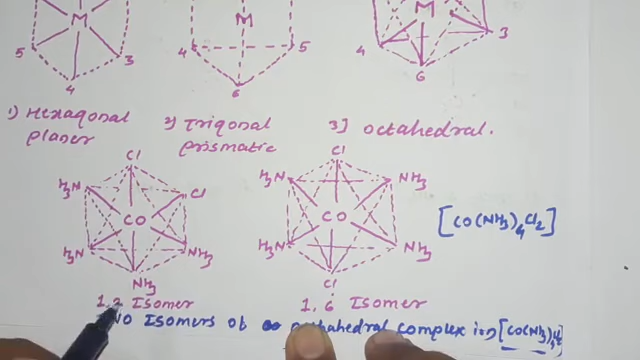 M M M
5 3 4 5 4 3
4 6 6
1) Hexagonal planer 2) Trigonal prismatic 3] octahedral.
Cl
H3N Cl
CO
H3N NH3
NH3
1,2 Isomer
Cl
H3N NH3
CO
H3N NH3
Cl
1,6 Isomer
[CO(NH3)4Cl2]
Isomers of octahedral complex ion [CO(NH3)